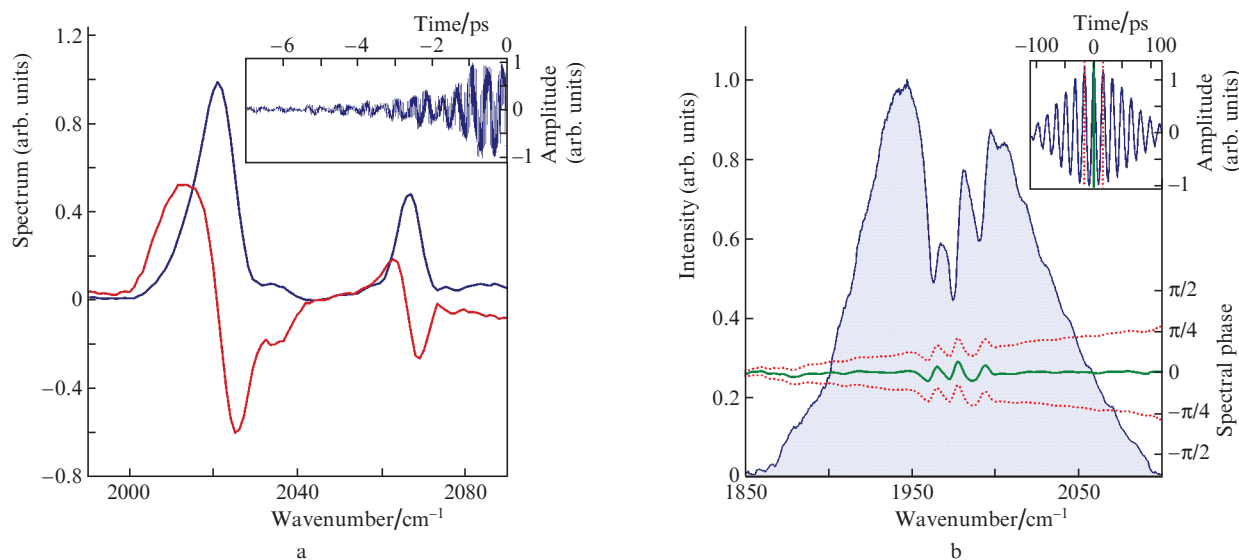 Time/ps
−6 −4 −2 0
1.2
1
0
−1
Amplitude
(arb. units)
Spectrum (arb. units)
0.8
0.4
0
−0.4
−0.8
2000 2040 2080
Wavenumber/cm⁻¹
a
Time/ps
−100 0 100
1
0
−1
Amplitude
(arb. units)
Intensity (arb. units)
1.0
0.8
0.6
0.4
0.2
0
π/2
π/4
0
−π/4
−π/2
Spectral phase
1850 1950 2050
Wavenumber/cm⁻¹
b